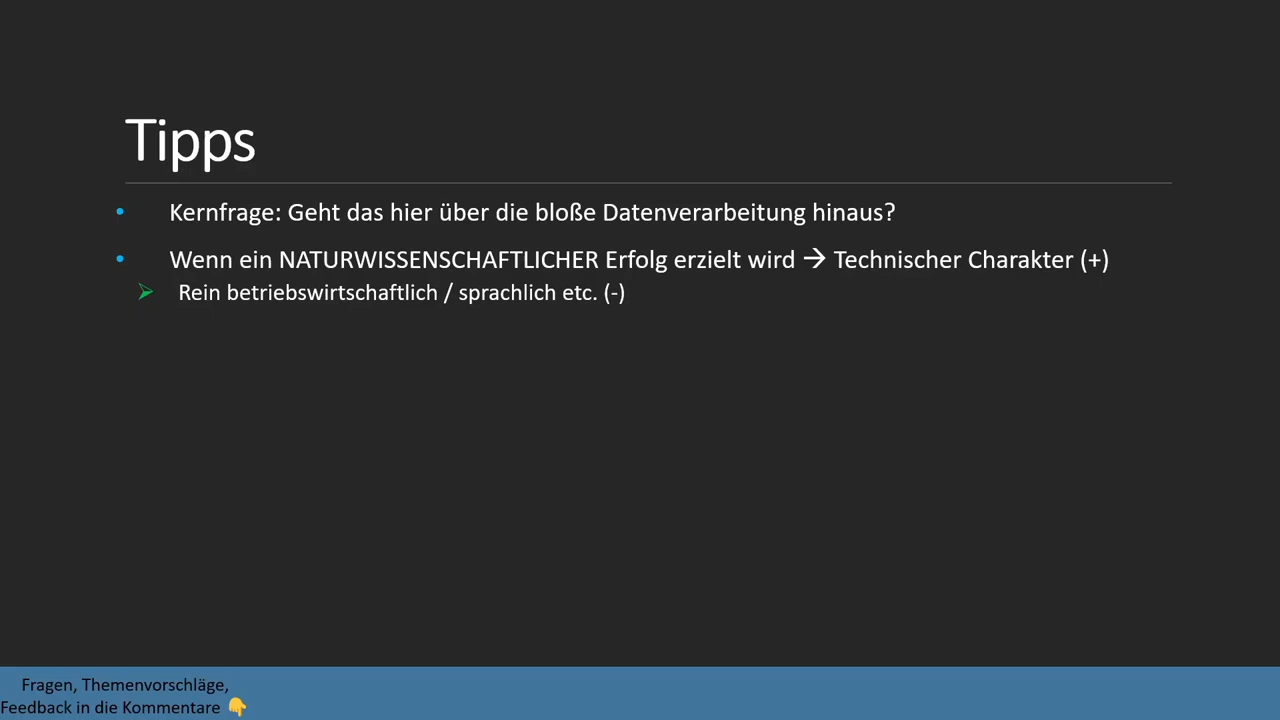 Tipps
• Kernfrage: Geht das hier über die bloße Datenverarbeitung hinaus?
• Wenn ein NATURWISSENSCHAFTLICHER Erfolg erzielt wird → Technischer Charakter (+)
➢ Rein betriebswirtschaftlich / sprachlich etc. (-)
Fragen, Themenvorschläge,
Feedback in die Kommentare 👇